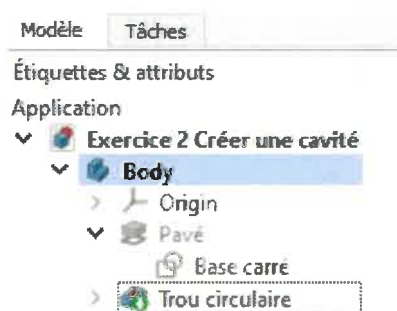 Modèle Tâches
Étiquettes & attributs
Application
Exercice 2 Créer une cavité
Body
Origin
Pavé
Base carré
Trou circulaire